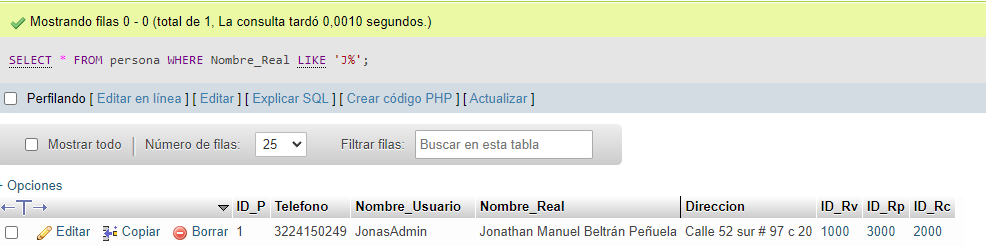 Mostrando filas 0 - 0 (total de 1, La consulta tardó 0,0010 segundos.)
SELECT * FROM persona WHERE Nombre_Real LIKE 'J%';
Perfilando [ Editar en línea ] [ Editar ] [ Explicar SQL ] [ Crear código PHP ] [ Actualizar ]
Mostrar todo Número de filas: 25 Filtrar filas: Buscar en esta tabla
+ Opciones
←T→ ID_P Telefono Nombre_Usuario Nombre_Real Direccion ID_Rv ID_Rp ID_Rc
Editar Copiar Borrar 1 3224150249 JonasAdmin Jonathan Manuel Beltrán Peñuela Calle 52 sur # 97 c 20 1000 3000 2000